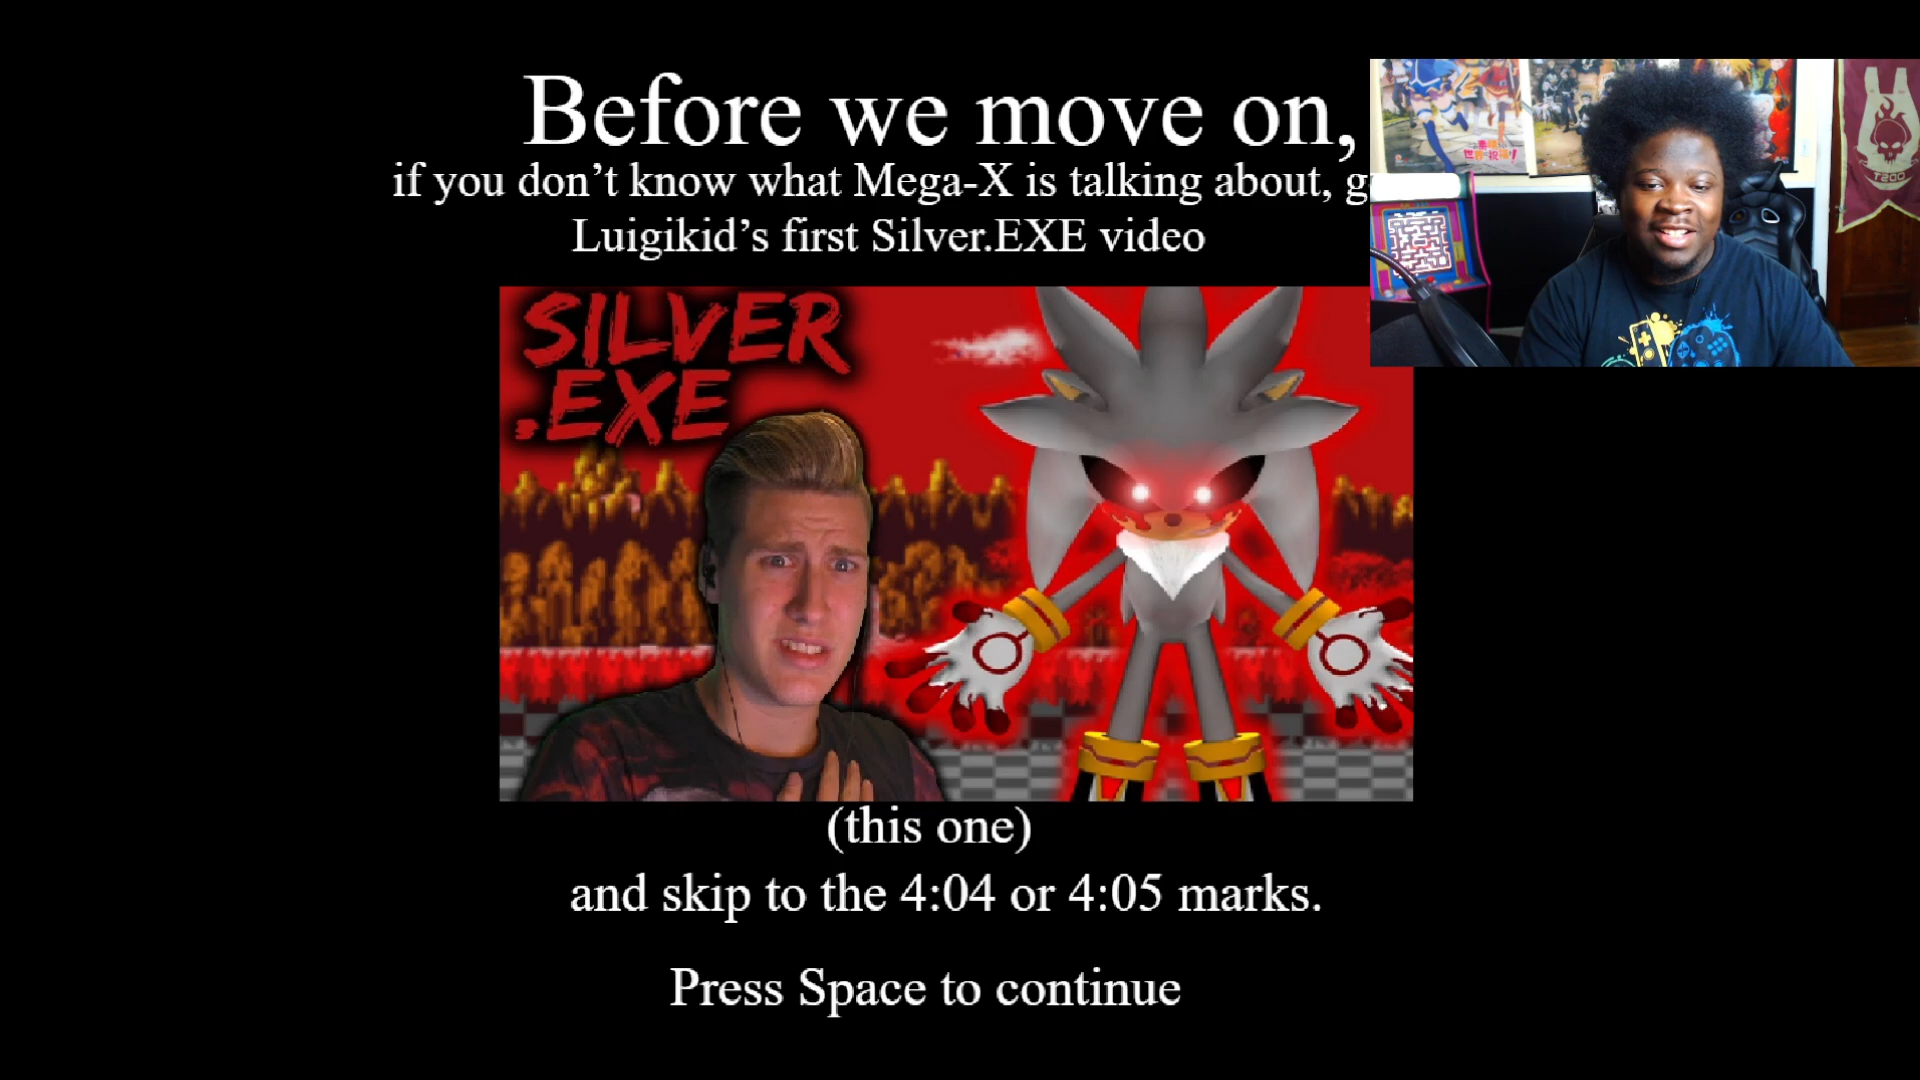 Before we move on,
if you don’t know what Mega-X is talking about, g
Luigikid’s first Silver.EXE video
SILVER
.EXE
(this one)
and skip to the 4:04 or 4:05 marks.
Press Space to continue